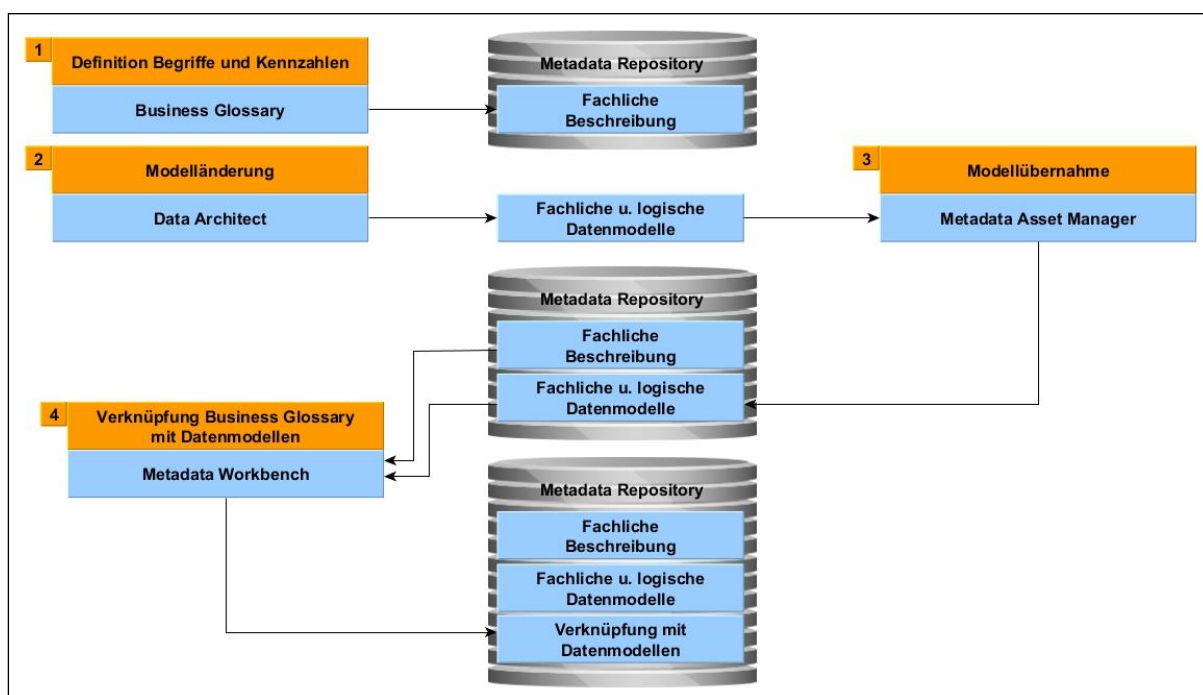 1
Definition Begriffe und Kennzahlen
Business Glossary
Metadata Repository
Fachliche
Beschreibung
2
Modelländerung
Data Architect
Fachliche u. logische
Datenmodelle
3
Modellübernahme
Metadata Asset Manager
Metadata Repository
Fachliche
Beschreibung
Fachliche u. logische
Datenmodelle
4
Verknüpfung Business Glossary
mit Datenmodellen
Metadata Workbench
Metadata Repository
Fachliche
Beschreibung
Fachliche u. logische
Datenmodelle
Verknüpfung mit
Datenmodellen